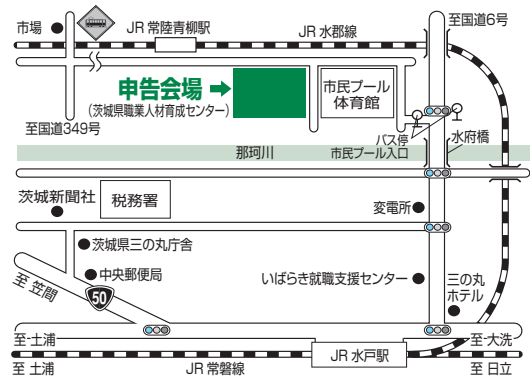 市場
JR 常陸青柳駅
JR 水郡線
至国道6号
申告会場
(茨城県職業人材育成センター)
市民プール
体育館
至国道349号
バス停
市民プール入口
水府橋
那珂川
茨城新聞社
税務署
変電所
茨城県三の丸庁舎
中央郵便局
至 笠間
50
いばらき就職支援センター
三の丸
ホテル
至 土浦
至 大洗
至 土浦
JR 常磐線
JR 水戸駅
至 日立